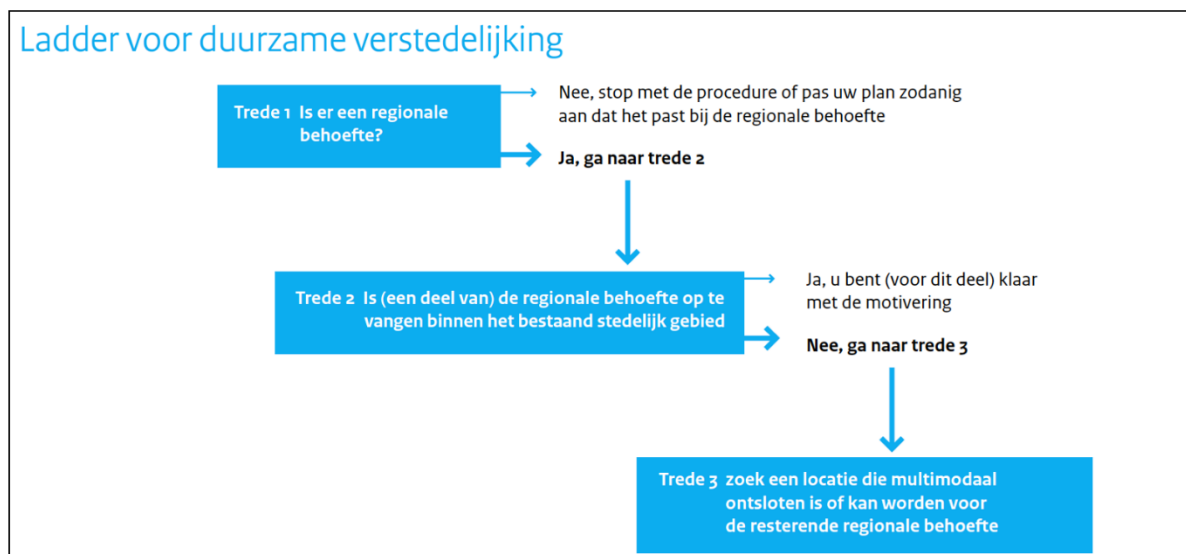 Ladder voor duurzame verstedelijking
Trede 1 Is er een regionale
behoefte?
Nee, stop met de procedure of pas uw plan zodanig
aan dat het past bij de regionale behoefte
Ja, ga naar trede 2
Trede 2 Is (een deel van) de regionale behoefte op te
vangen binnen het bestaand stedelijk gebied
Ja, u bent (voor dit deel) klaar
met de motivering
Nee, ga naar trede 3
Trede 3 zoek een locatie die multimodaal
ontsloten is of kan worden voor
de resterende regionale behoefte